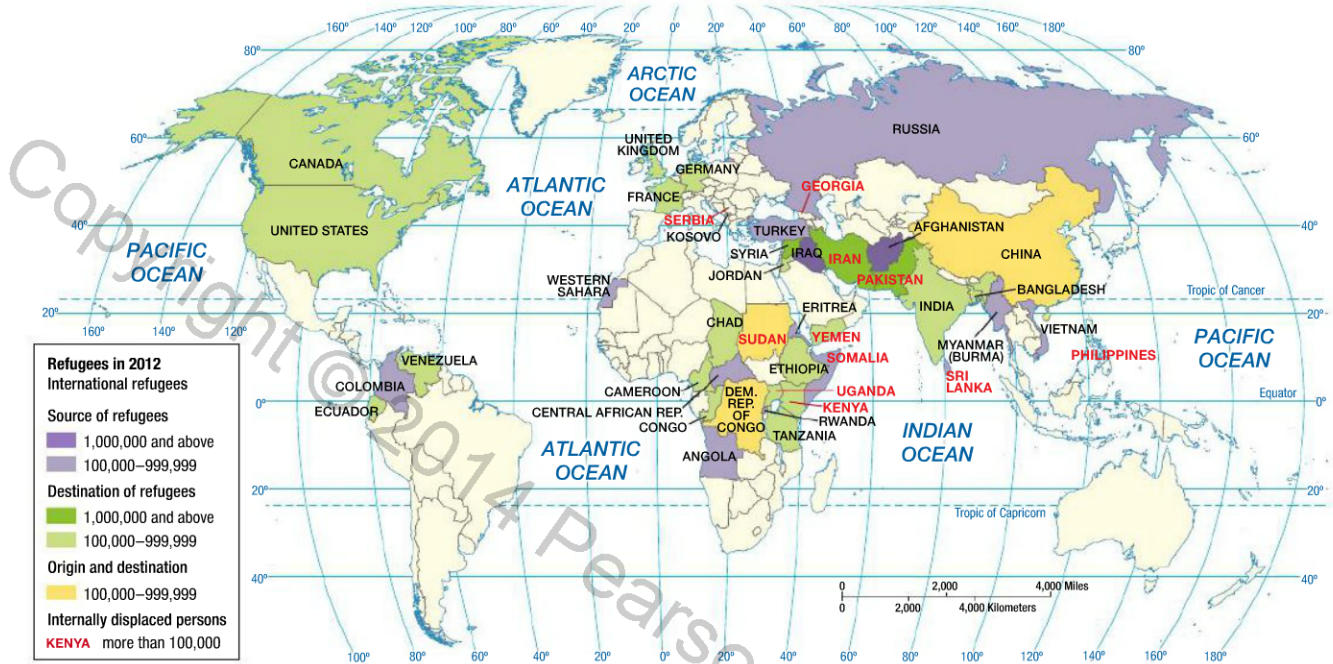 160° 140° 120° 100° 80° 60° 40° 20° 0° 20° 40° 60° 80° 100° 120° 140° 160° 180°
80° 80°
ARCTIC
OCEAN
60° 60°
RUSSIA
UNITED
KINGDOM
CANADA
GERMANY
ATLANTIC
OCEAN
GEORGIA
FRANCE
SERBIA
KOSOVO
40° 40°
UNITED STATES
TURKEY
AFGHANISTAN
PACIFIC
OCEAN
SYRIA
IRAQ
IRAN
CHINA
JORDAN
PAKISTAN
WESTERN
SAHARA
BANGLADESH
Tropic of Cancer
INDIA
ERITREA
20° 20°
160° 140° 120°
CHAD
SUDAN
YEMEN
VIETNAM
PACIFIC
OCEAN
MYANMAR
(BURMA)
SOMALIA
PHILIPPINES
VENEZUELA
ETHIOPIA
SRI
LANKA
COLOMBIA
CAMEROON
UGANDA
Equator
0° 0°
ECUADOR
CENTRAL AFRICAN REP.
DEM.
REP.
OF
CONGO
KENYA
CONGO
RWANDA
TANZANIA
INDIAN
OCEAN
ATLANTIC
OCEAN
ANGOLA
20° 20°
Tropic of Capricorn
40° 40°
0 2,000 4,000 Miles
0 2,000 4,000 Kilometers
100° 80° 60° 40° 20° 0° 20° 40° 60° 80° 100° 120° 140° 160° 180°
Refugees in 2012
International refugees
Source of refugees
1,000,000 and above
100,000–999,999
Destination of refugees
1,000,000 and above
100,000–999,999
Origin and destination
100,000–999,999
Internally displaced persons
KENYA more than 100,000
Copyright © 2014 Pearso